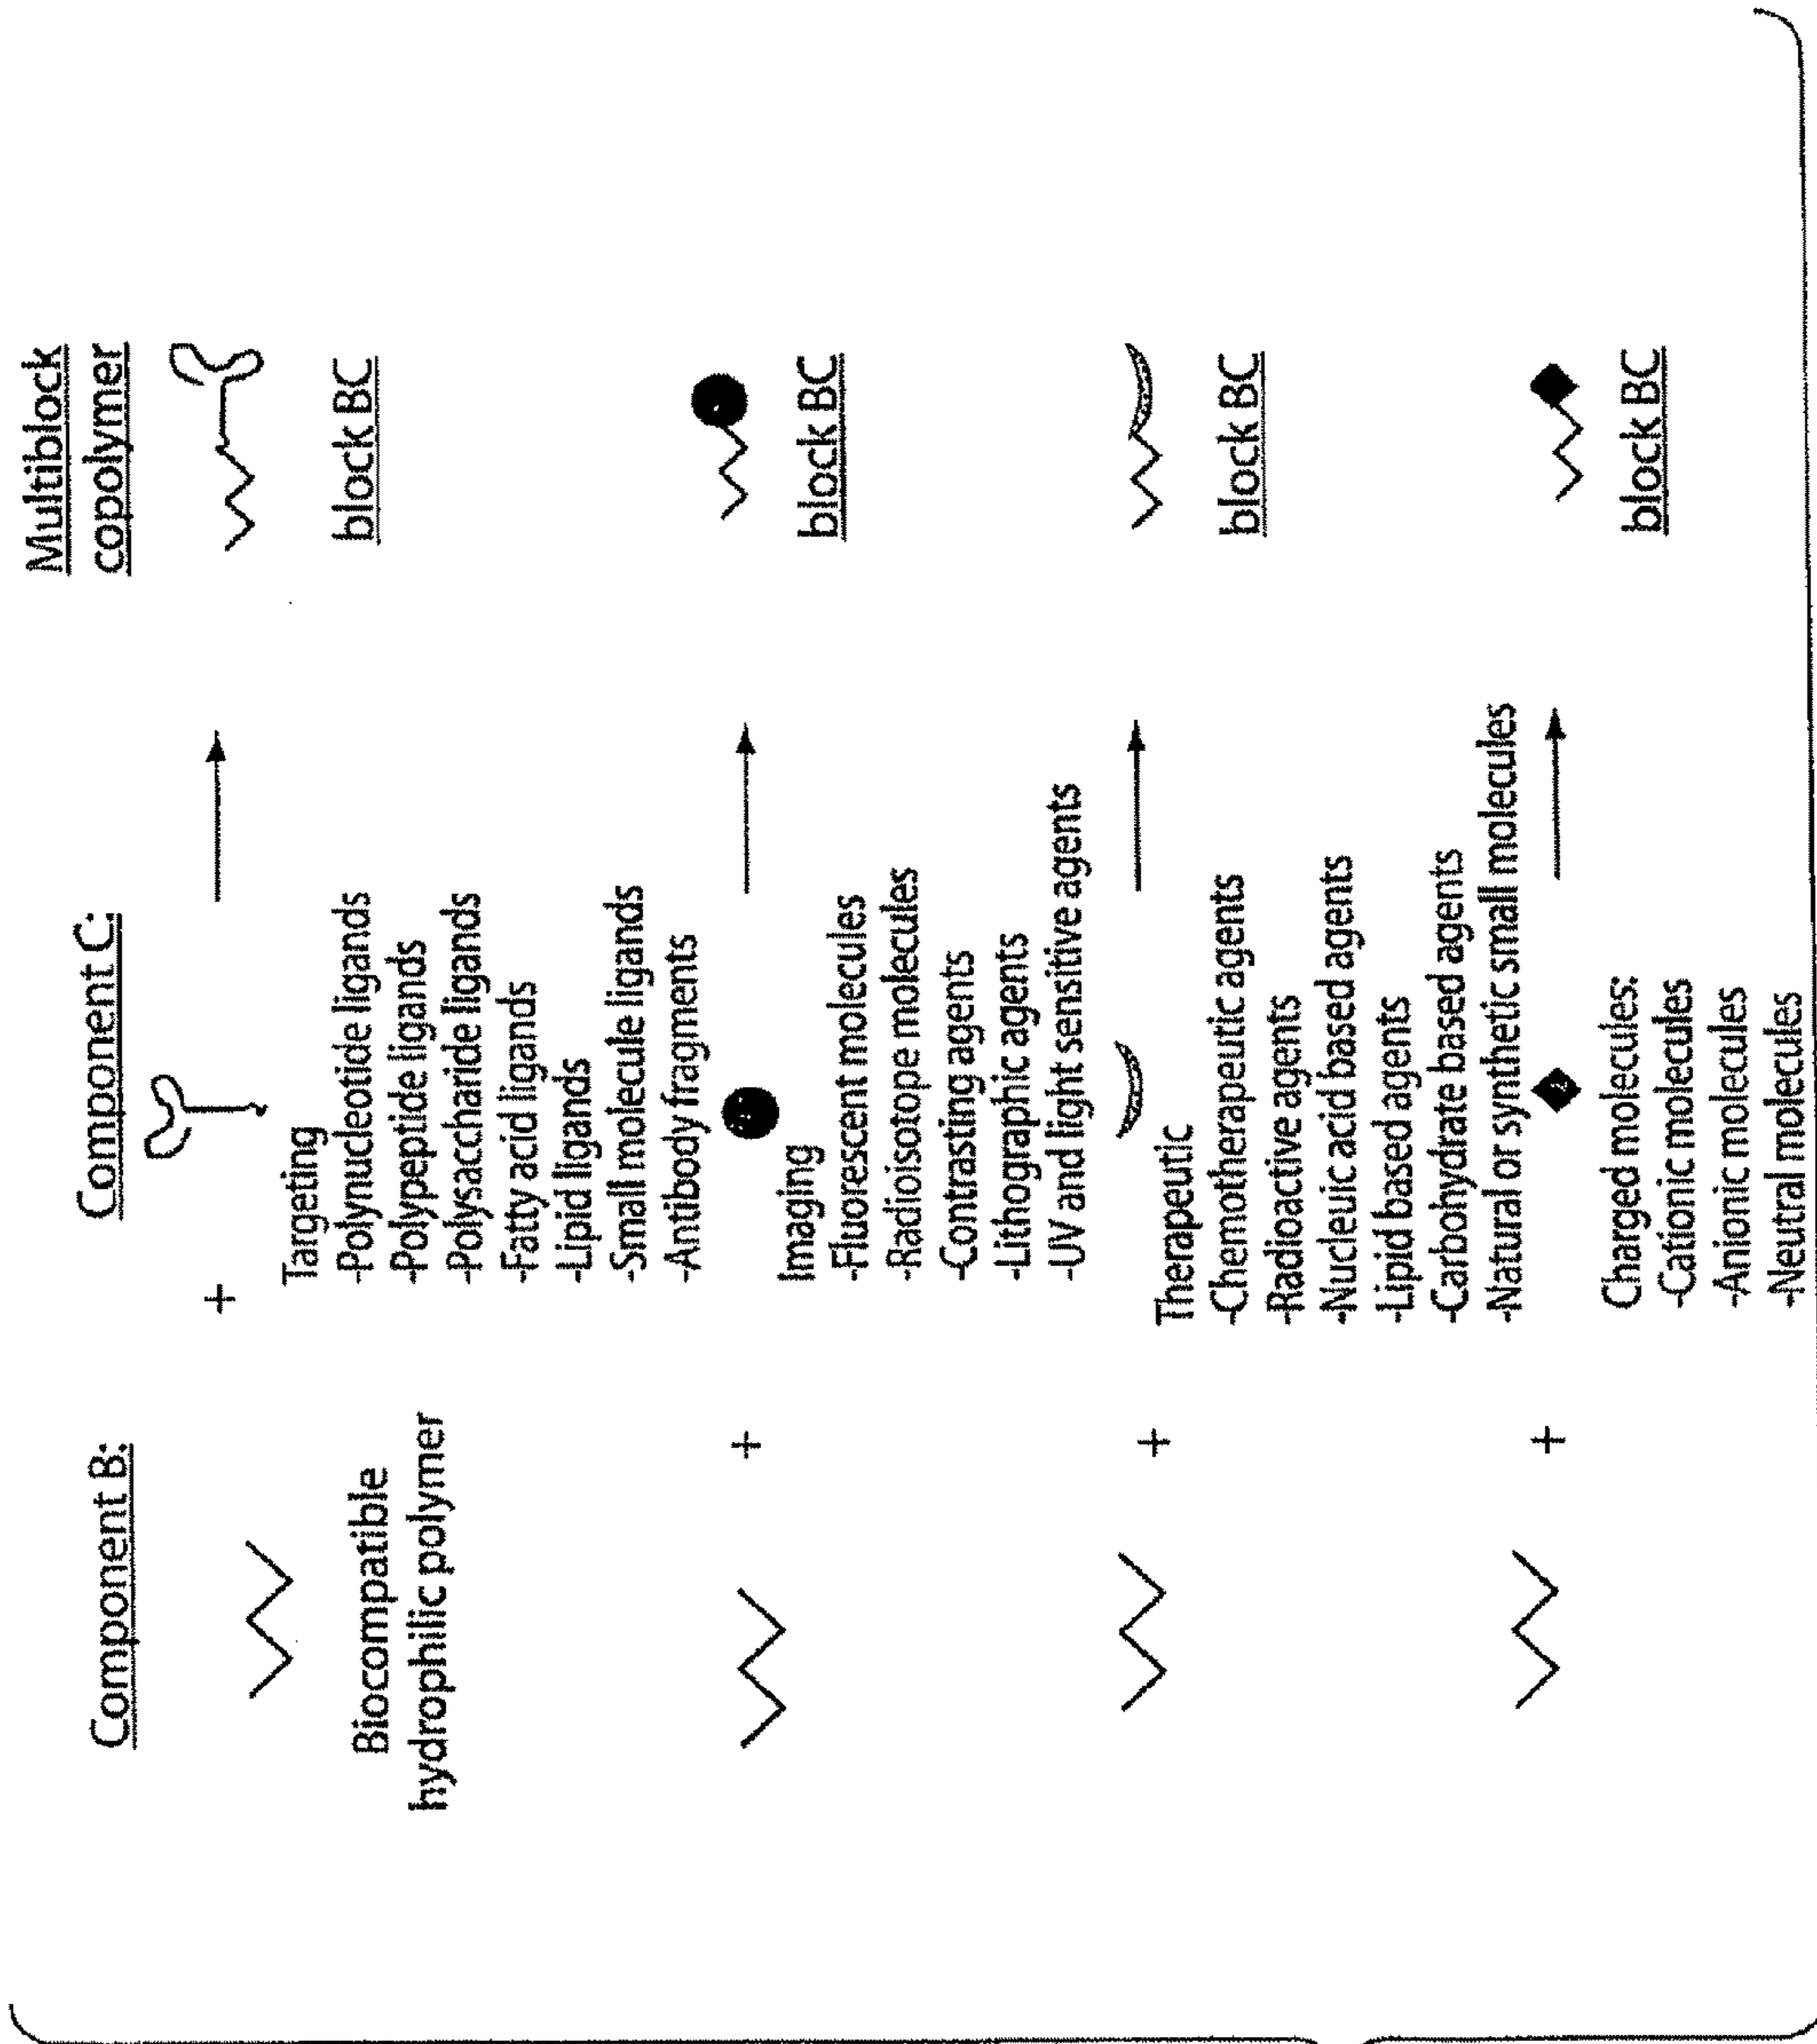 Component B:
Component C:
Multiblock
copolymer
+
Biocompatible
hydrophilic polymer
Targeting
-Polynucleotide ligands
-Polypeptide ligands
-Polysaccharide ligands
-Fatty acid ligands
-Lipid ligands
-Small molecule ligands
-Antibody fragments
block BC
+
Imaging
-Fluorescent molecules
-Radioisotope molecules
-Contrasting agents
-Lithographic agents
-UV and light sensitive agents
block BC
+
Therapeutic
-Chemotherapeutic agents
-Radioactive agents
-Nucleuic acid based agents
-Lipid based agents
-Carbohydrate based agents
-Natural or synthetic small molecules
block BC
+
Charged molecules:
-Cationic molecules
-Anionic molecules
-Neutral molecules
block BC